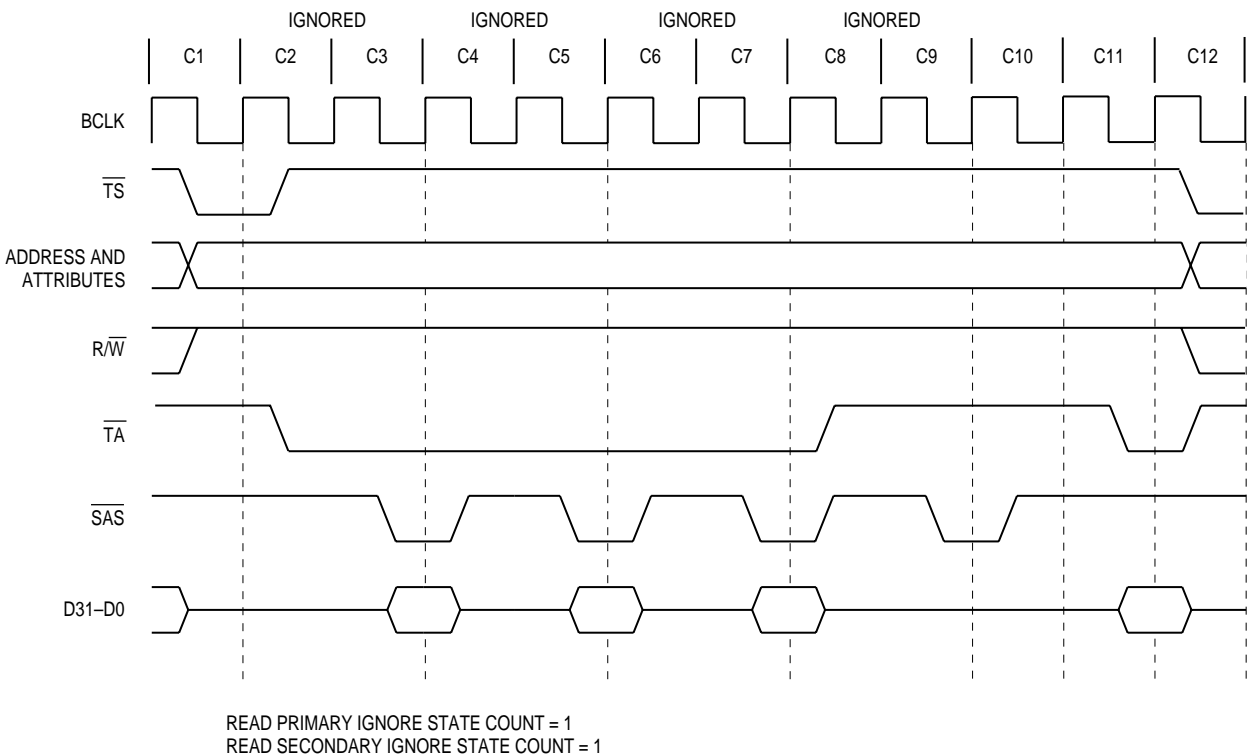 IGNORED IGNORED IGNORED IGNORED
C1 C2 C3 C4 C5 C6 C7 C8 C9 C10 C11 C12
BCLK
TS
ADDRESS AND
ATTRIBUTES
R/W
TA
SAS
D31–D0
READ PRIMARY IGNORE STATE COUNT = 1
READ SECONDARY IGNORE STATE COUNT = 1